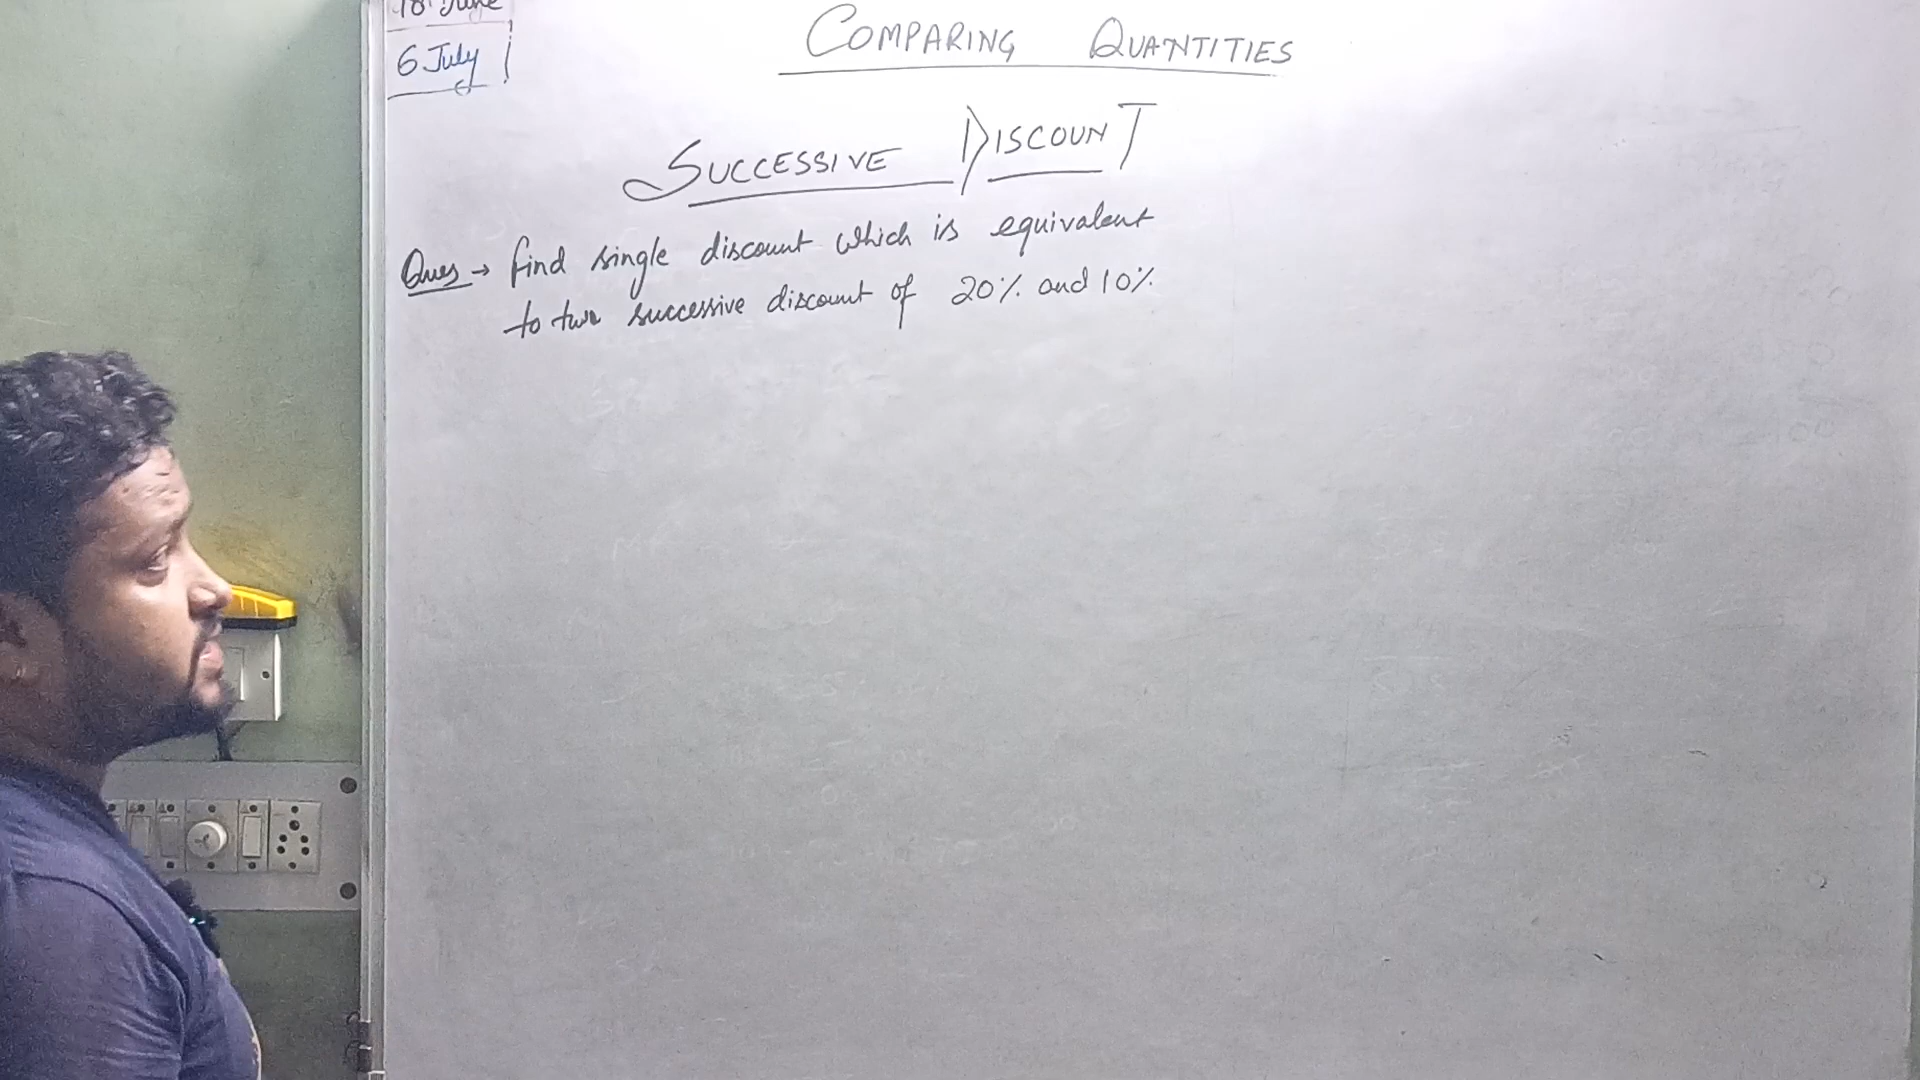 18 June
6 July
COMPARING QUANTITIES
SUCCESSIVE DISCOUNT
Ques → find single discount which is equivalent
to two successive discount of 20% and 10%